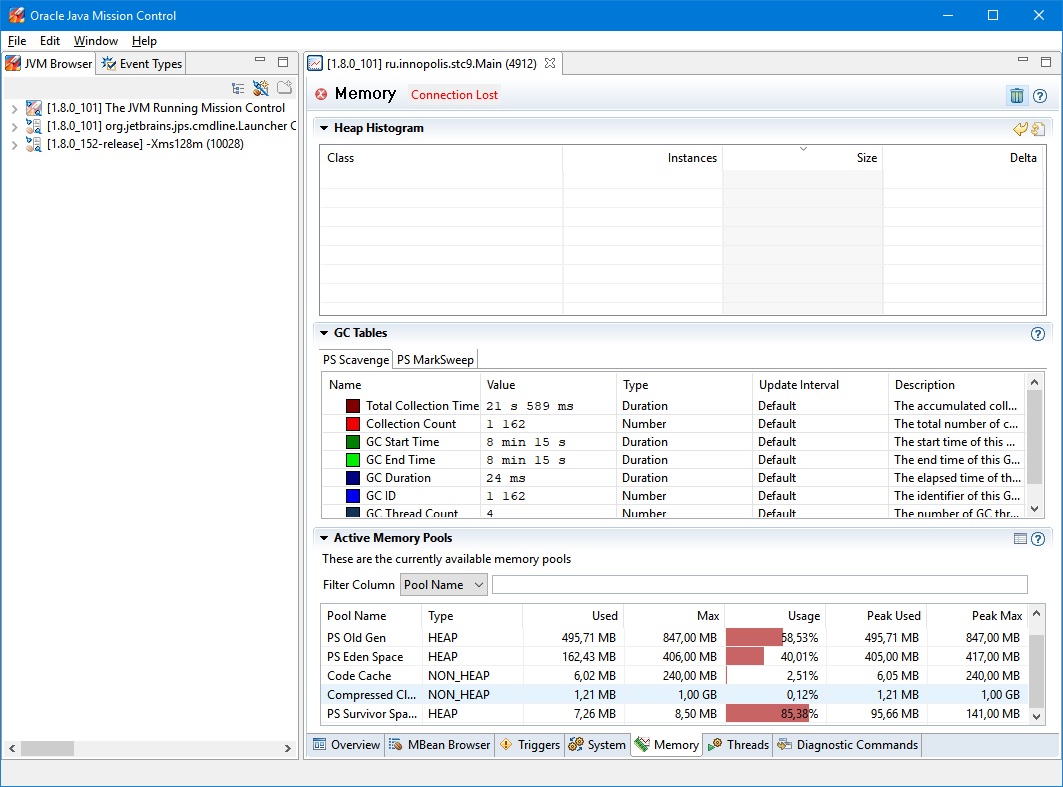 Oracle Java Mission Control
File Edit Window Help
JVM Browser Event Types
[1.8.0_101] The JVM Running Mission Control
[1.8.0_101] org.jetbrains.jps.cmdline.Launcher C
[1.8.0_152-release] -Xms128m (10028)
[1.8.0_101] ru.innopolis.stc9.Main (4912)
Memory Connection Lost
Heap Histogram
Class Instances Size Delta
GC Tables
PS Scavenge PS MarkSweep
Name Value Type Update Interval Description
Total Collection Time 21 s 589 ms Duration Default The accumulated coll...
Collection Count 1 162 Number Default The total number of c...
GC Start Time 8 min 15 s Duration Default The start time of this ...
GC End Time 8 min 15 s Duration Default The end time of this G...
GC Duration 24 ms Duration Default The elapsed time of th...
GC ID 1 162 Number Default The identifier of this G...
GC Thread Count 4 Number Default The number of GC thr...
Active Memory Pools
These are the currently available memory pools
Filter Column Pool Name
Pool Name Type Used Max Usage Peak Used Peak Max
PS Old Gen HEAP 495,71 MB 847,00 MB 58,53% 495,71 MB 847,00 MB
PS Eden Space HEAP 162,43 MB 406,00 MB 40,01% 405,00 MB 417,00 MB
Code Cache NON_HEAP 6,02 MB 240,00 MB 2,51% 6,05 MB 240,00 MB
Compressed Cl... NON_HEAP 1,21 MB 1,00 GB 0,12% 1,21 MB 1,00 GB
PS Survivor Spa... HEAP 7,26 MB 8,50 MB 85,38% 95,66 MB 141,00 MB
Overview MBean Browser Triggers System Memory Threads Diagnostic Commands